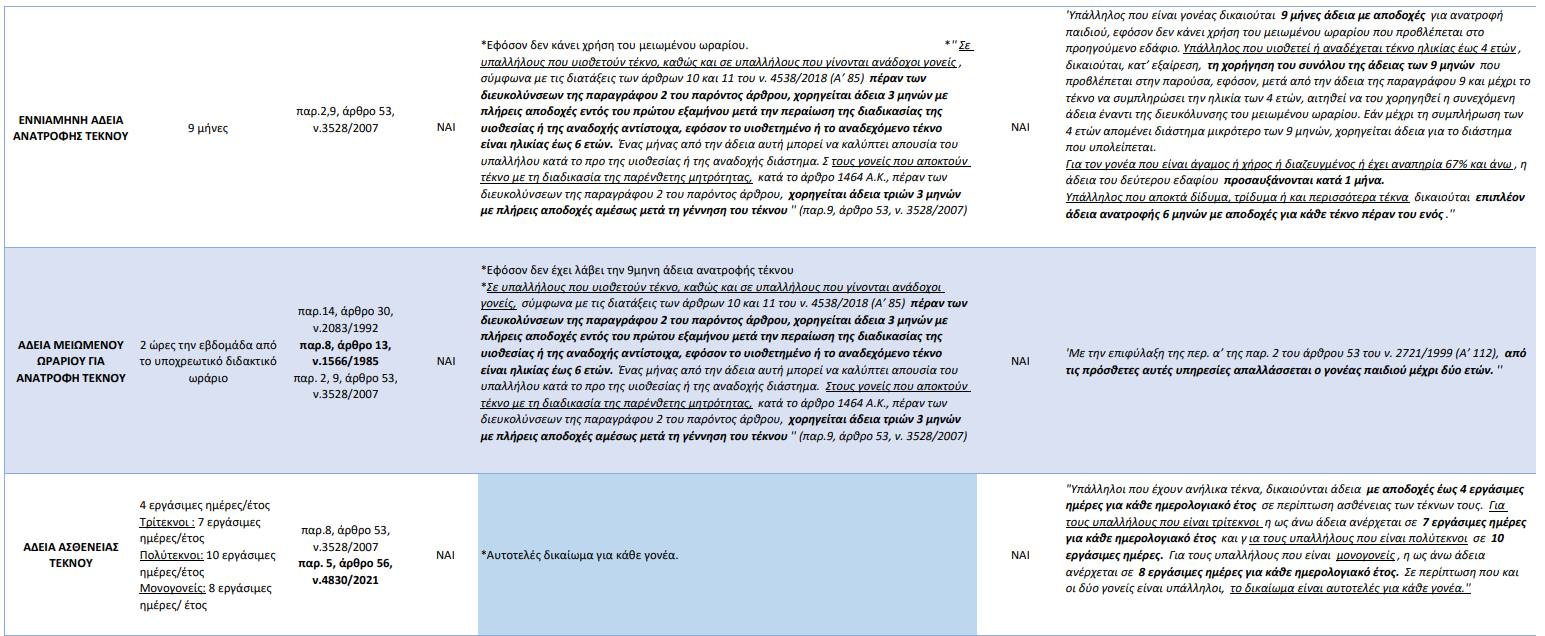 ΕΝΝΙΑΜΗΝΗ ΑΔΕΙΑ
ΑΝΑΤΡΟΦΗΣ ΤΕΚΝΟΥ
9 μήνες
παρ.2,9, άρθρο 53,
ν.3528/2007
ΝΑΙ
*Εφόσον δεν κάνει χρήση του μειωμένου ωραρίου. *'' Σε
υπαλλήλους που υιοθετούν τέκνο, καθώς και σε υπαλλήλους που γίνονται ανάδοχοι γονείς ,
σύμφωνα με τις διατάξεις των άρθρων 10 και 11 του ν. 4538/2018 (Α’ 85) πέραν των
διευκολύνσεων της παραγράφου 2 του παρόντος άρθρου, χορηγείται άδεια 3 μηνών με
πλήρεις αποδοχές εντός του πρώτου εξαμήνου μετά την περαίωση της διαδικασίας της
υιοθεσίας ή της αναδοχής αντίστοιχα, εφόσον το υιοθετημένο ή το αναδεχόμενο τέκνο
είναι ηλικίας έως 6 ετών. Ένας μήνας από την άδεια αυτή μπορεί να καλύπτει απουσία του
υπαλλήλου κατά το προ της υιοθεσίας ή της αναδοχής διάστημα. Σ τους γονείς που αποκτούν
τέκνο με τη διαδικασία της παρένθετης μητρότητας, κατά το άρθρο 1464 Α.Κ., πέραν των
διευκολύνσεων της παραγράφου 2 του παρόντος άρθρου, χορηγείται άδεια τριών 3 μηνών
με πλήρεις αποδοχές αμέσως μετά τη γέννηση του τέκνου '' (παρ.9, άρθρο 53, ν. 3528/2007)
ΝΑΙ
'Υπάλληλος που είναι γονέας δικαιούται 9 μήνες άδεια με αποδοχές για ανατροφή
παιδιού, εφόσον δεν κάνει χρήση του μειωμένου ωραρίου που προβλέπεται στο
προηγούμενο εδάφιο. Υπάλληλος που υιοθετεί ή αναδέχεται τέκνο ηλικίας έως 4 ετών ,
δικαιούται, κατ’ εξαίρεση, τη χορήγηση του συνόλου της άδειας των 9 μηνών που
προβλέπεται στην παρούσα, εφόσον, μετά από την άδεια της παραγράφου 9 και μέχρι το
τέκνο να συμπληρώσει την ηλικία των 4 ετών, αιτηθεί να του χορηγηθεί η συνεχόμενη
άδεια έναντι της διευκόλυνσης του μειωμένου ωραρίου. Εάν μέχρι τη συμπλήρωση των
4 ετών απομένει διάστημα μικρότερο των 9 μηνών, χορηγείται άδεια για το διάστημα
που υπολείπεται.
Για τον γονέα που είναι άγαμος ή χήρος ή διαζευγμένος ή έχει αναπηρία 67% και άνω , η
άδεια του δεύτερου εδαφίου προσαυξάνονται κατά 1 μήνα.
Υπάλληλος που αποκτά δίδυμα, τρίδυμα ή και περισσότερα τέκνα δικαιούται επιπλέον
άδεια ανατροφής 6 μηνών με αποδοχές για κάθε τέκνο πέραν του ενός .''
ΑΔΕΙΑ ΜΕΙΩΜΕΝΟΥ
ΩΡΑΡΙΟΥ ΓΙΑ
ΑΝΑΤΡΟΦΗ ΤΕΚΝΟΥ
2 ώρες την εβδομάδα από
το υποχρεωτικό διδακτικό
ωράριο
παρ.14, άρθρο 30,
ν.2083/1992
παρ.8, άρθρο 13,
ν.1566/1985
παρ. 2, 9, άρθρο 53,
ν.3528/2007
ΝΑΙ
*Εφόσον δεν έχει λάβει την 9μηνη άδεια ανατροφής τέκνου
*Σε υπαλλήλους που υιοθετούν τέκνο, καθώς και σε υπαλλήλους που γίνονται ανάδοχοι
γονείς, σύμφωνα με τις διατάξεις των άρθρων 10 και 11 του ν. 4538/2018 (Α’ 85) πέραν των
διευκολύνσεων της παραγράφου 2 του παρόντος άρθρου, χορηγείται άδεια 3 μηνών με
πλήρεις αποδοχές εντός του πρώτου εξαμήνου μετά την περαίωση της διαδικασίας της
υιοθεσίας ή της αναδοχής αντίστοιχα, εφόσον το υιοθετημένο ή το αναδεχόμενο τέκνο
είναι ηλικίας έως 6 ετών. Ένας μήνας από την άδεια αυτή μπορεί να καλύπτει απουσία του
υπαλλήλου κατά το προ της υιοθεσίας ή της αναδοχής διάστημα. Στους γονείς που αποκτούν
τέκνο με τη διαδικασία της παρένθετης μητρότητας, κατά το άρθρο 1464 Α.Κ., πέραν των
διευκολύνσεων της παραγράφου 2 του παρόντος άρθρου, χορηγείται άδεια τριών 3 μηνών
με πλήρεις αποδοχές αμέσως μετά τη γέννηση του τέκνου '' (παρ.9, άρθρο 53, ν. 3528/2007)
ΝΑΙ
'Με την επιφύλαξη της περ. α’ της παρ. 2 του άρθρου 53 του ν. 2721/1999 (Α’ 112), από
τις πρόσθετες αυτές υπηρεσίες απαλλάσσεται ο γονέας παιδιού μέχρι δύο ετών. ''
ΑΔΕΙΑ ΑΣΘΕΝΕΙΑΣ
ΤΕΚΝΟΥ
4 εργάσιμες ημέρες/έτος
Τρίτεκνοι : 7 εργάσιμες
ημέρες/έτος
Πολύτεκνοι: 10 εργάσιμες
ημέρες/έτος
Μονογονείς: 8 εργάσιμες
ημέρες/ έτος
παρ.8, άρθρο 53,
ν.3528/2007
παρ. 5, άρθρο 56,
ν.4830/2021
ΝΑΙ
*Αυτοτελές δικαίωμα για κάθε γονέα.
ΝΑΙ
"Υπάλληλοι που έχουν ανήλικα τέκνα, δικαιούνται άδεια με αποδοχές έως 4 εργάσιμες
ημέρες για κάθε ημερολογιακό έτος σε περίπτωση ασθένειας των τέκνων τους. Για
τους υπαλλήλους που είναι τρίτεκνοι η ως άνω άδεια ανέρχεται σε 7 εργάσιμες ημέρες
για κάθε ημερολογιακό έτος και γ ια τους υπαλλήλους που είναι πολύτεκνοι σε 10
εργάσιμες ημέρες. Για τους υπαλλήλους που είναι μονογονείς , η ως άνω άδεια
ανέρχεται σε 8 εργάσιμες ημέρες για κάθε ημερολογιακό έτος. Σε περίπτωση που και
οι δύο γονείς είναι υπάλληλοι, το δικαίωμα είναι αυτοτελές για κάθε γονέα."